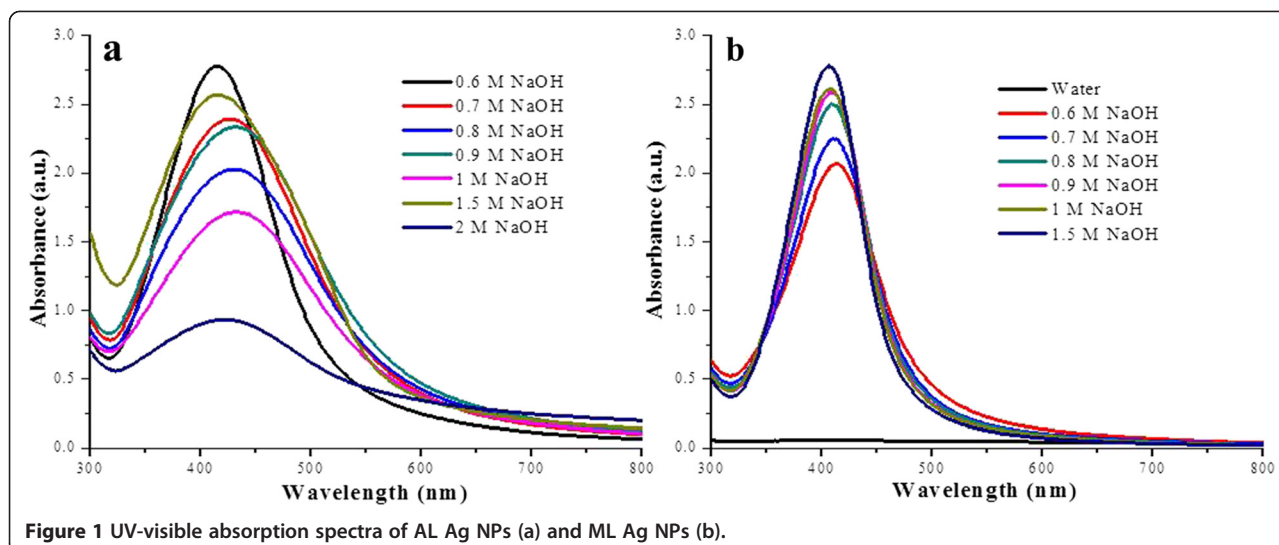 a
3.0
2.5
2.0
1.5
1.0
0.5
0.0
Absorbance (a.u.)
300 400 500 600 700 800
Wavelength (nm)
0.6 M NaOH
0.7 M NaOH
0.8 M NaOH
0.9 M NaOH
1 M NaOH
1.5 M NaOH
2 M NaOH
b
3.0
2.5
2.0
1.5
1.0
0.5
0.0
Absorbance (a.u.)
300 400 500 600 700 800
Wavelength (nm)
Water
0.6 M NaOH
0.7 M NaOH
0.8 M NaOH
0.9 M NaOH
1 M NaOH
1.5 M NaOH
Figure 1 UV-visible absorption spectra of AL Ag NPs (a) and ML Ag NPs (b).